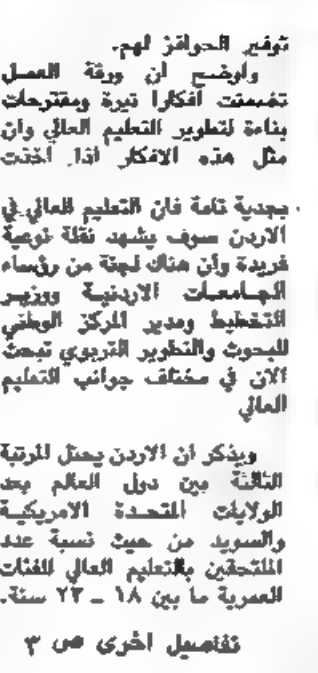 توفير الحوافز لهم.
واوضح ان ورقة العمل
تضمنت افكارا نيرة ومقترحات
بناءة لتطوير التعليم العالي وان
مثل هذه الافكار اذا اخذت
بجدية تامة فان التعليم العالي في
الاردن سوف يشهد نقلة نوعية
فريدة وأن هناك لجنة من رؤساء
الجامعات الاردنية ووزير
التخطيط ومدير المركز الوطني
للبحوث والتطوير التربوي تبحث
الان في مختلف جوانب التعليم
العالي
ويذكر ان الاردن يحتل المرتبة
الثالثة بين دول العالم بعد
الولايات المتحدة الامريكية
والسويد من حيث نسبة عدد
الملتحقين بالتعليم العالي للفئات
العمرية ما بين ١٨ ـ ٢٣ سنة.
تفاصيل اخرى ص ٣